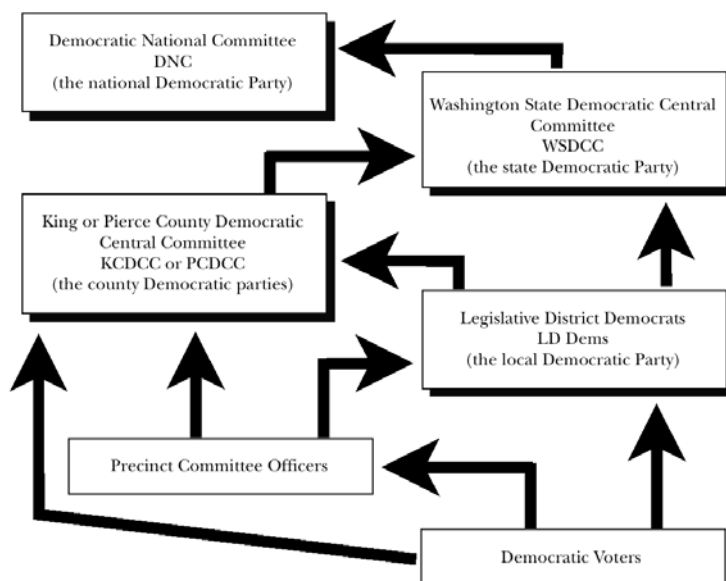 Democratic National Committee
DNC
(the national Democratic Party)
Washington State Democratic Central
Committee
WSDCC
(the state Democratic Party)
King or Pierce County Democratic
Central Committee
KCDCC or PCDCC
(the county Democratic parties)
Legislative District Democrats
LD Dems
(the local Democratic Party)
Precinct Committee Officers
Democratic Voters